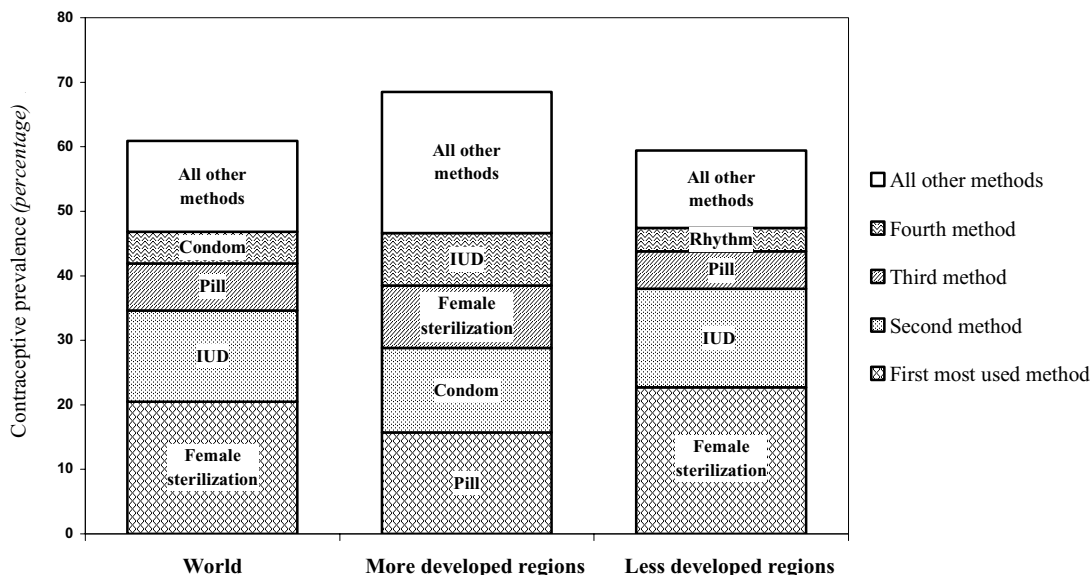 Contraceptive prevalence (percentage)
80
70
60
50
40
30
20
10
0
All other
methods
Condom
Pill
IUD
Female
sterilization
All other
methods
IUD
Female
sterilization
Condom
Pill
All other
methods
Rhythm
Pill
IUD
Female
sterilization
World
More developed regions
Less developed regions
All other methods
Fourth method
Third method
Second method
First most used method